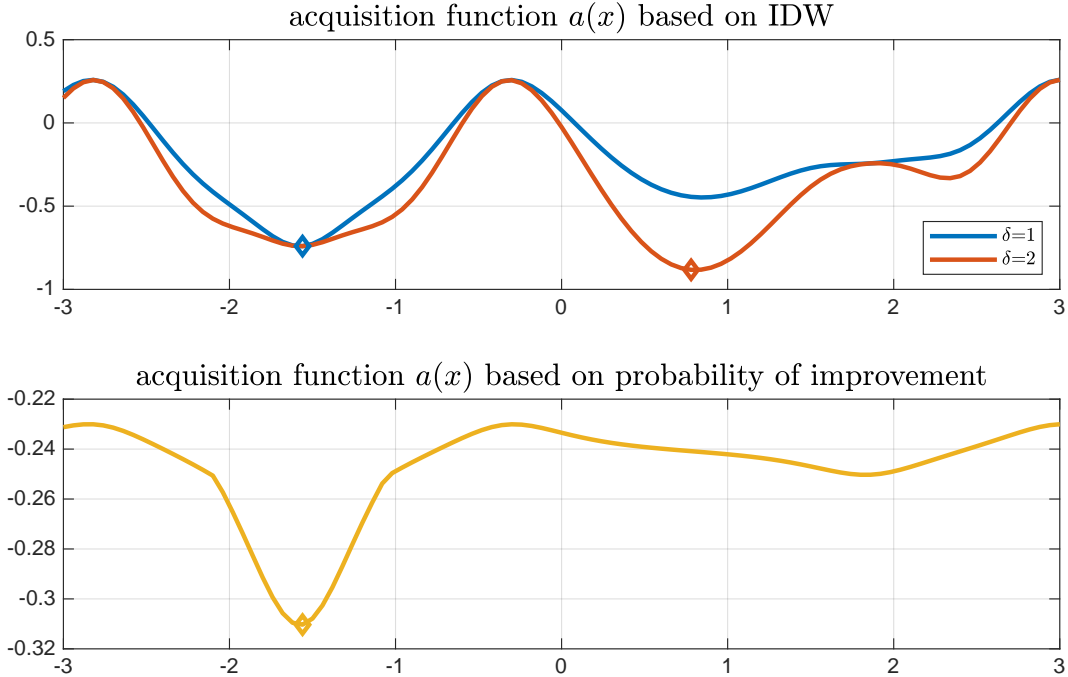 acquisition function a(x) based on IDW
0.5
0
-0.5
-1
-3 -2 -1 0 1 2 3
δ=1
δ=2
acquisition function a(x) based on probability of improvement
-0.22
-0.24
-0.26
-0.28
-0.3
-0.32
-3 -2 -1 0 1 2 3